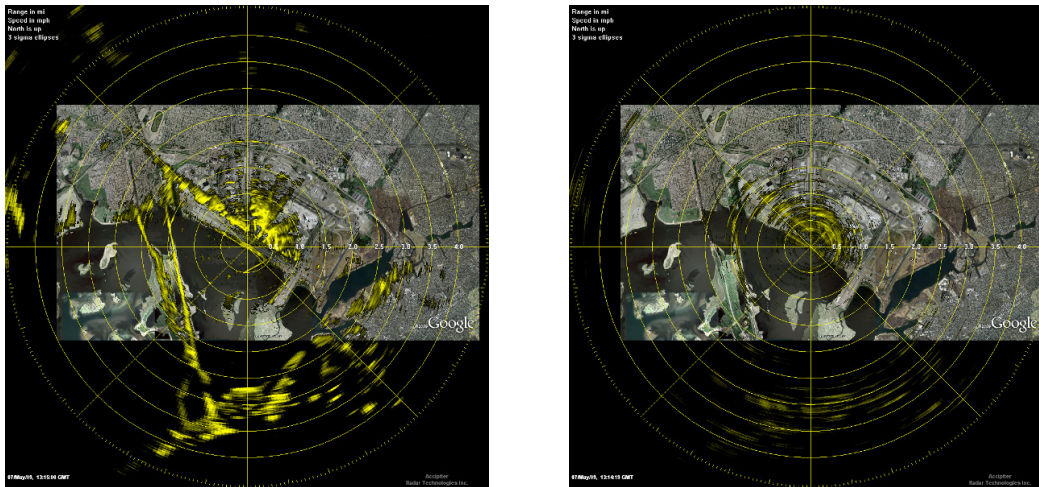 Range in mi
Speed in mph
North is up
3 sigma ellipses
0.5 1.0 1.5 2.0 2.5 3.0 3.5 4.0
Google
Accipiter
Radar Technologies Inc.
Range in mi
Speed in mph
North is up
3 sigma ellipses
0.5 1.0 1.5 2.0 2.5 3.0 3.5 4.0
Google
Accipiter
Radar Technologies Inc.